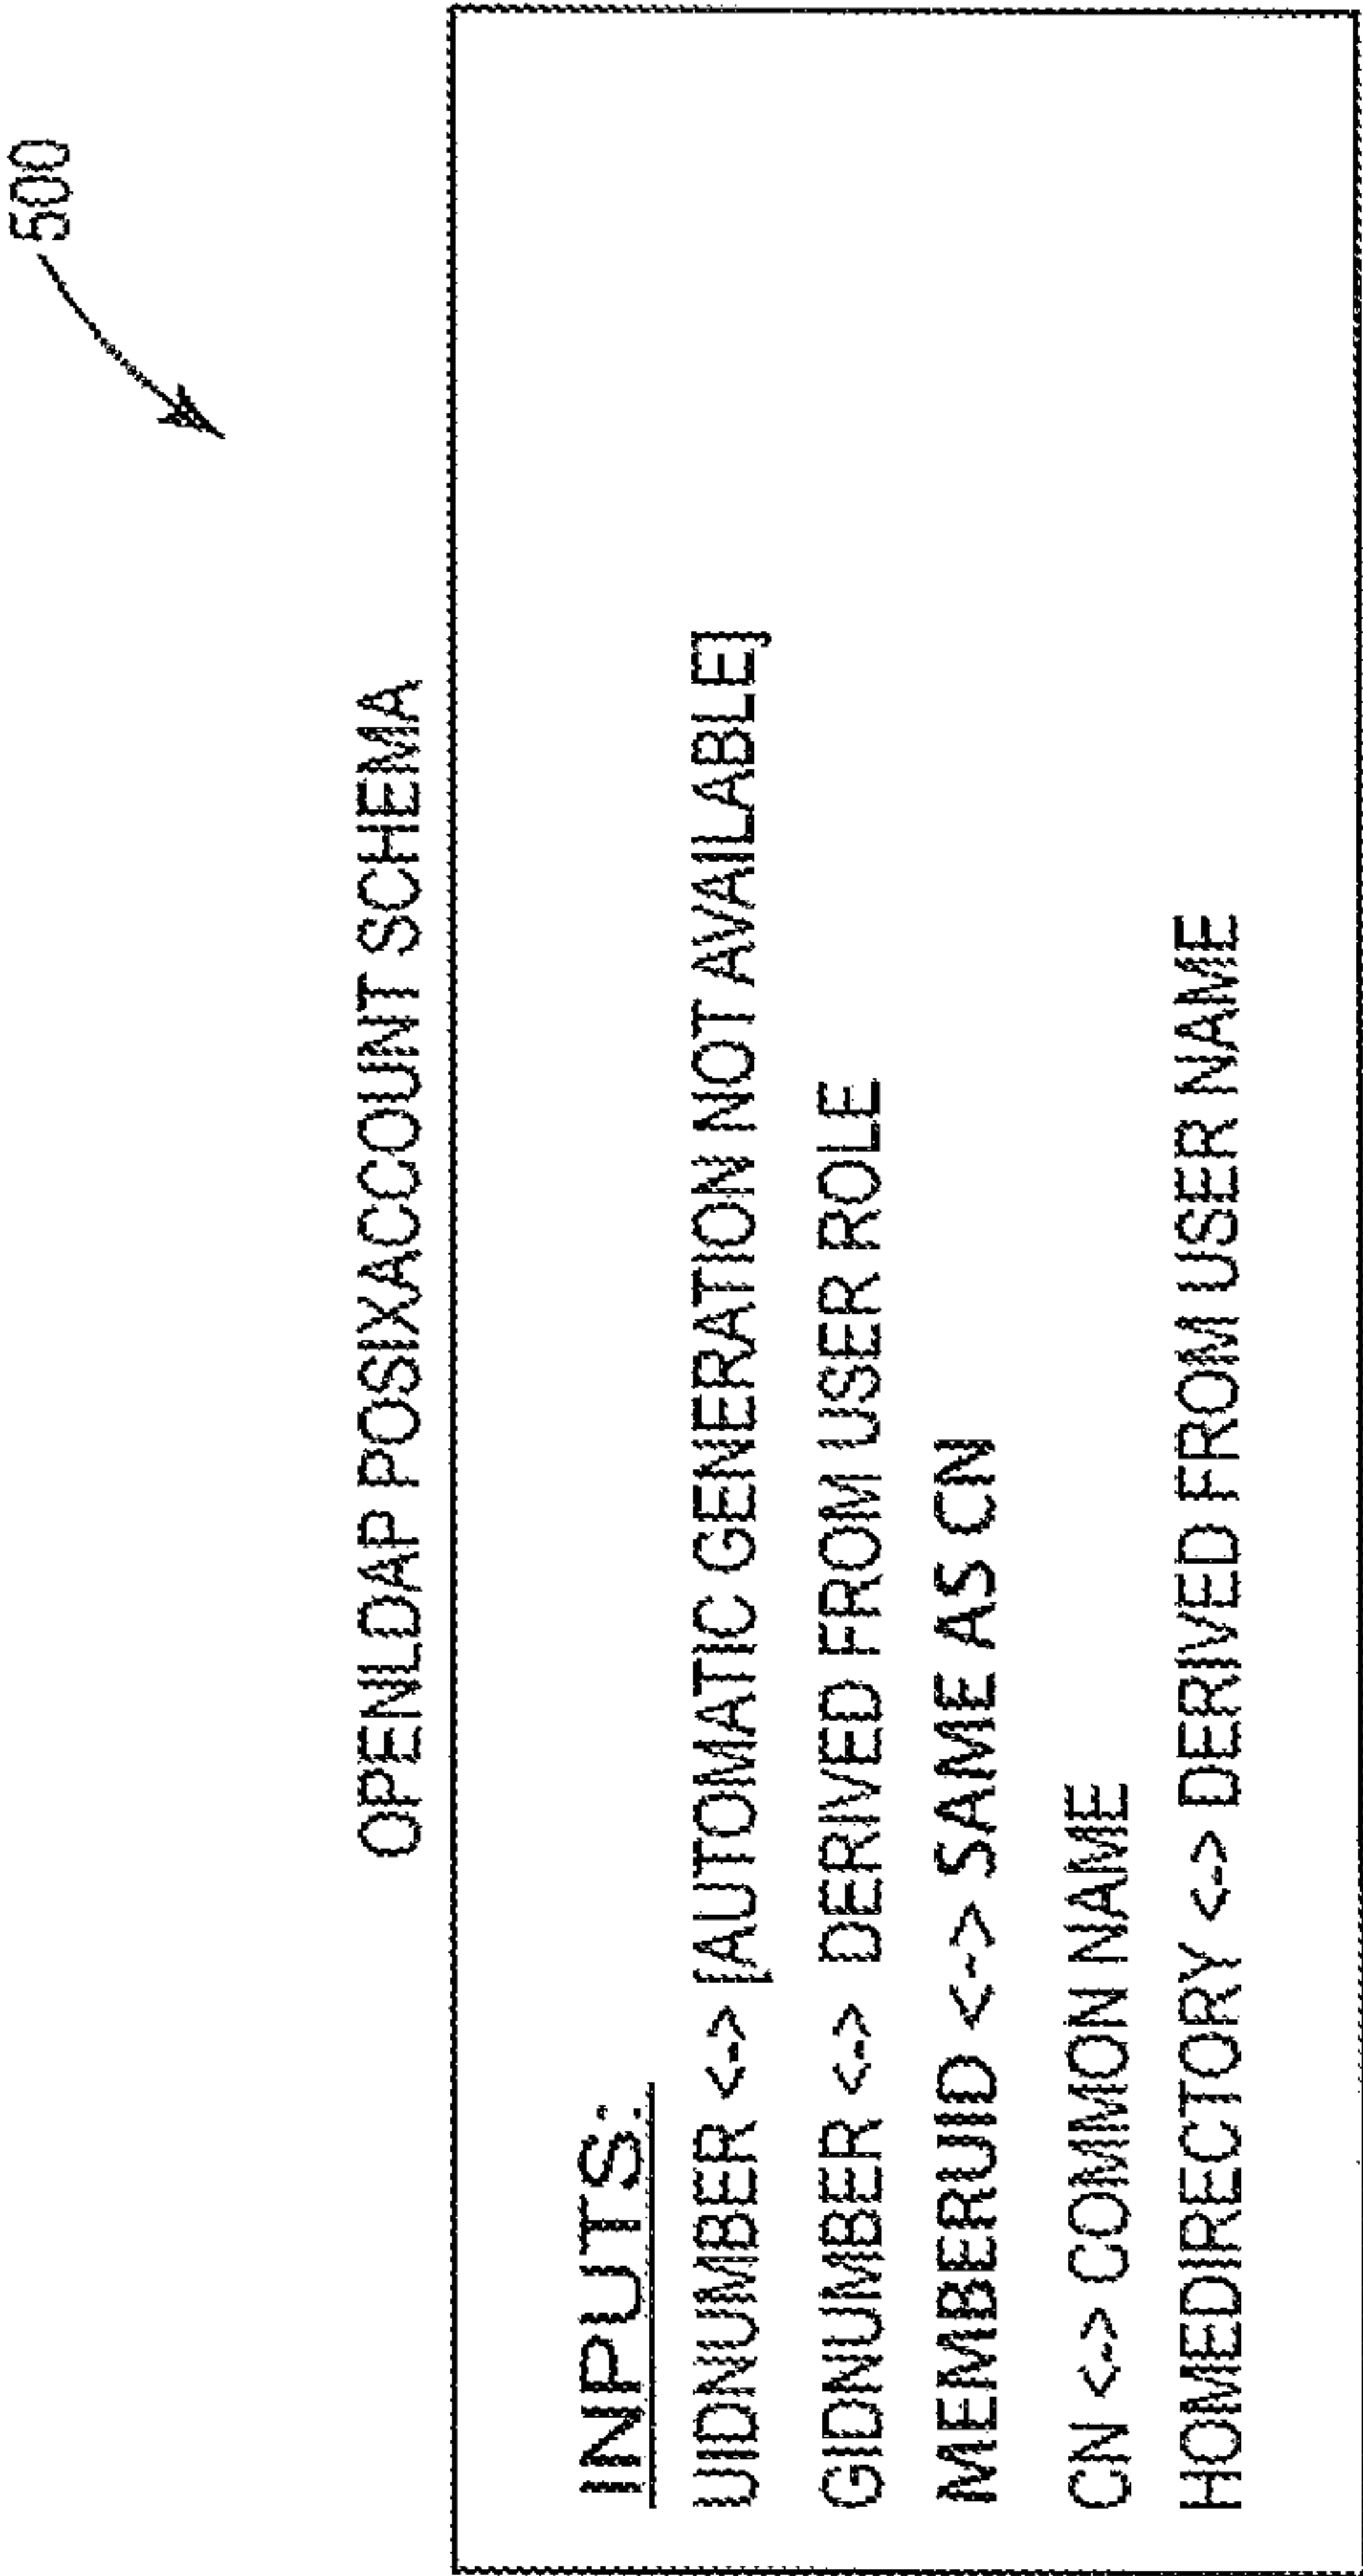 500
OPENLDAP POSIXACCOUNT SCHEMA
INPUTS:
UIDNUMBER <-> [AUTOMATIC GENERATION NOT AVAILABLE]
GIDNUMBER <-> DERIVED FROM USER ROLE
MEMBERUID <-> SAME AS CN
CN <-> COMMON NAME
HOMEDIRECTORY <-> DERIVED FROM USER NAME